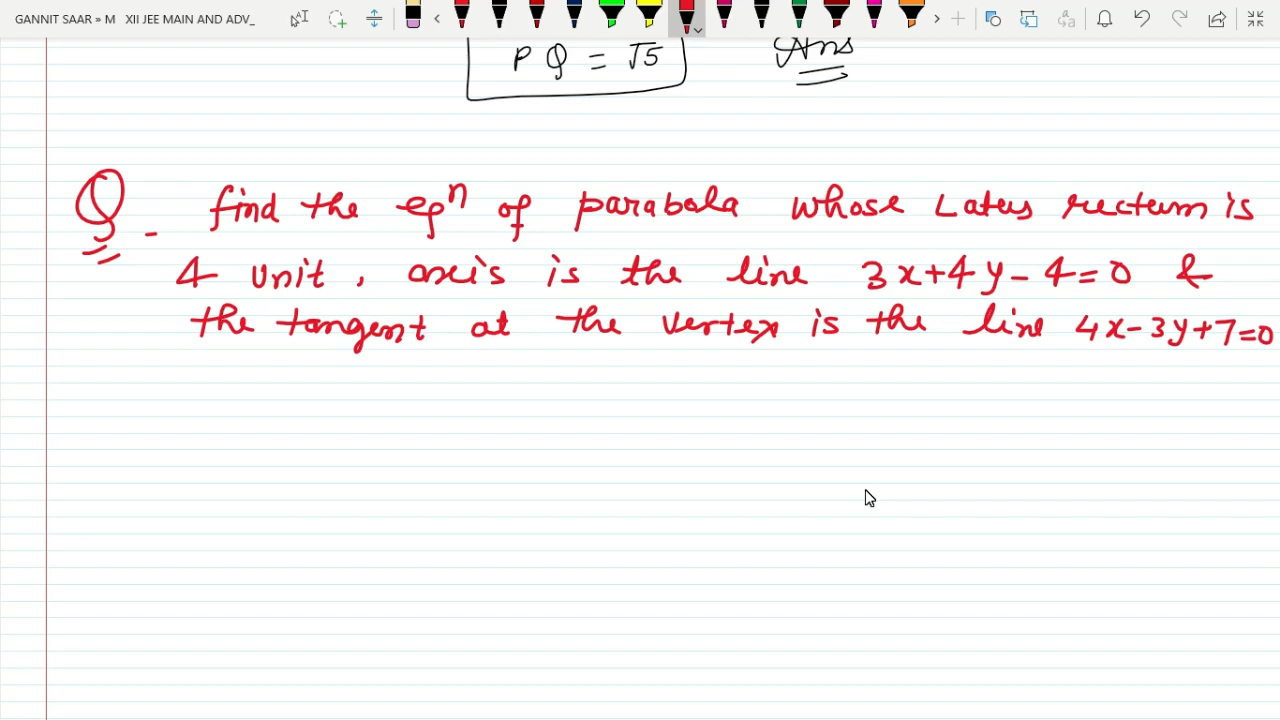 GANNIT SAAR » M XII JEE MAIN AND ADV_
PQ = √5 Ans
Q - find the eqⁿ of parabola whose Latus rectum is
4 unit, axis is the line 3x+4y-4=0 &
the tangent at the vertex is the line 4x-3y+7=0